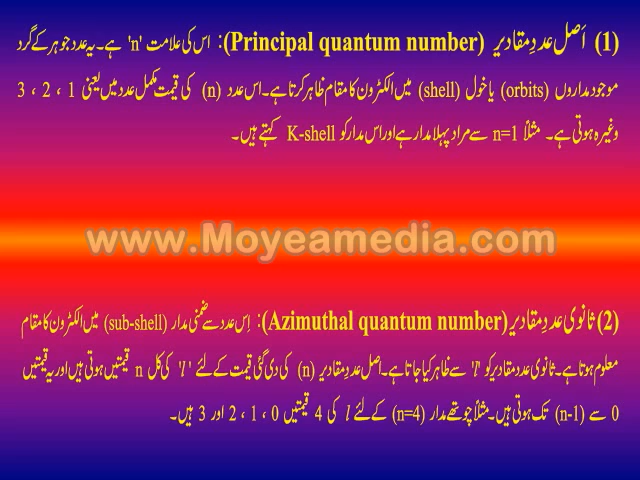 (1) اَصل عددِ مقادیر (Principal quantum number): اس کی علامت 'n' ہے۔ یہ عدد جوہر کے گرد
موجود مداروں (orbits) یا خول (shell) میں الکٹرون کا مقام ظاہر کرتا ہے۔ اس عدد (n) کی قیمت مکمل عدد میں یعنی 1 ، 2 ، 3
وغیرہ ہوتی ہے۔ مثلاً n=1 سے مراد پہلا مدار ہے اور اس مدار کو K-shell کہتے ہیں۔
www.Moyeamedia.com
(2) ثانوی عددِ مقادیر (Azimuthal quantum number): اِس عدد سے ضمنی مدار (sub-shell) میں الکٹرون کا مقام
معلوم ہوتا ہے۔ ثانوی عدد مقادیر کو 'l' سے ظاہر کیا جاتا ہے۔ اصل عدد مقادیر (n) کی دی گئی قیمت کے لئے 'l' کی کل n قیمتیں ہوتی ہیں اور یہ قیمتیں
0 سے (n-1) تک ہوتی ہیں۔ مثلاً چوتھے مدار (n=4) کے لئے l کی 4 قیمتیں 0 ، 1 ، 2 اور 3 ہیں۔